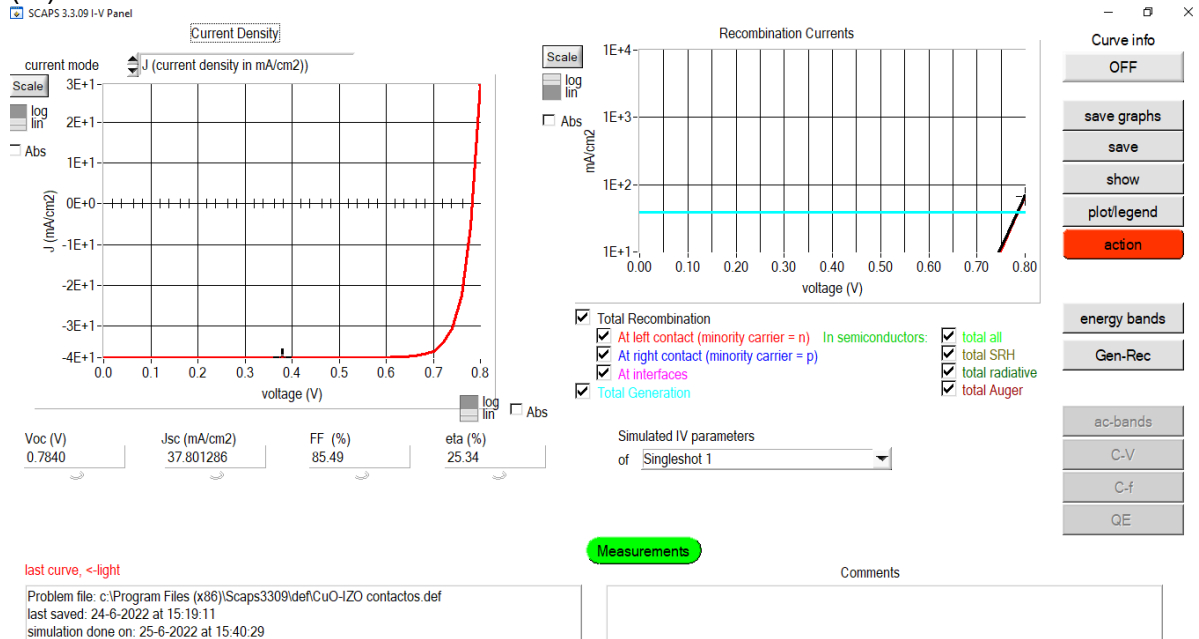 SCAPS 3.3.09 I-V Panel
Current Density
current mode J (current density in mA/cm2))
Scale
log
lin
Abs
3E+1
2E+1
1E+1
0E+0
-1E+1
-2E+1
-3E+1
-4E+1
J (mA/cm2)
0.0 0.1 0.2 0.3 0.4 0.5 0.6 0.7 0.8
voltage (V)
log
lin
Abs
Voc (V) Jsc (mA/cm2) FF (%) eta (%)
0.7840 37.801286 85.49 25.34
Recombination Currents
Scale
log
lin
Abs
1E+4
1E+3
1E+2
1E+1
mA/cm2
0.00 0.10 0.20 0.30 0.40 0.50 0.60 0.70 0.80
voltage (V)
Total Recombination
At left contact (minority carrier = n) In semiconductors: total all
At right contact (minority carrier = p) total SRH
At interfaces total radiative
Total Generation total Auger
Simulated IV parameters
of Singleshot 1
Curve info
OFF
save graphs
save
show
plot/legend
action
energy bands
Gen-Rec
ac-bands
C-V
C-f
QE
Measurements
last curve, <-light
Comments
Problem file: c:\Program Files (x86)\Scaps3309\def\CuO-IZO contactos.def
last saved: 24-6-2022 at 15:19:11
simulation done on: 25-6-2022 at 15:40:29